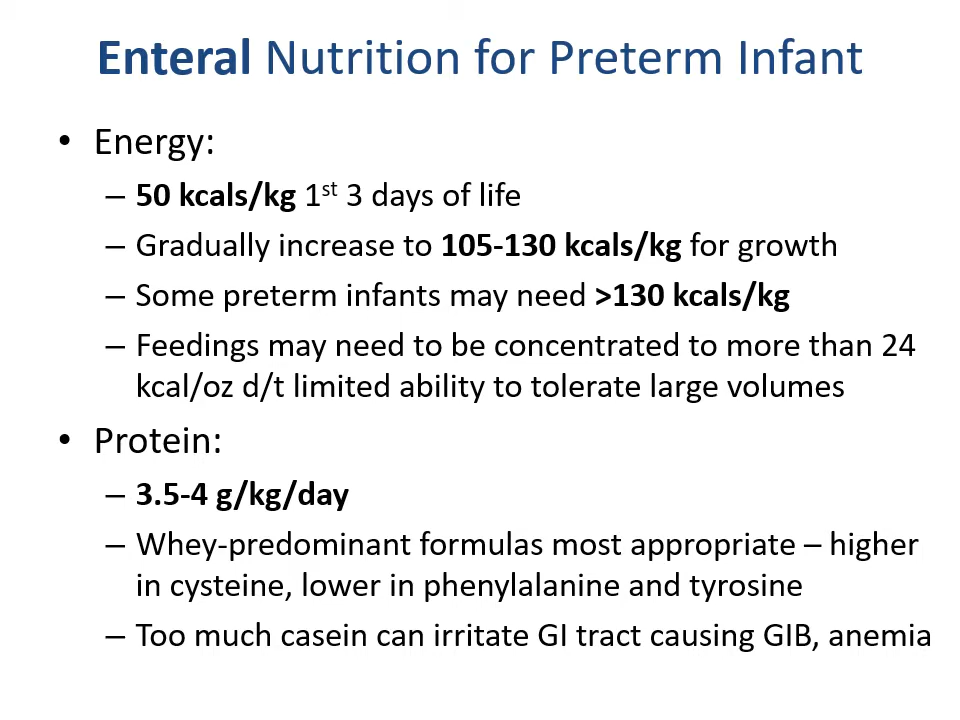 Enteral Nutrition for Preterm Infant
• Energy:
– 50 kcals/kg 1st 3 days of life
– Gradually increase to 105-130 kcals/kg for growth
– Some preterm infants may need >130 kcals/kg
– Feedings may need to be concentrated to more than 24
kcal/oz d/t limited ability to tolerate large volumes
• Protein:
– 3.5-4 g/kg/day
– Whey-predominant formulas most appropriate – higher
in cysteine, lower in phenylalanine and tyrosine
– Too much casein can irritate GI tract causing GIB, anemia